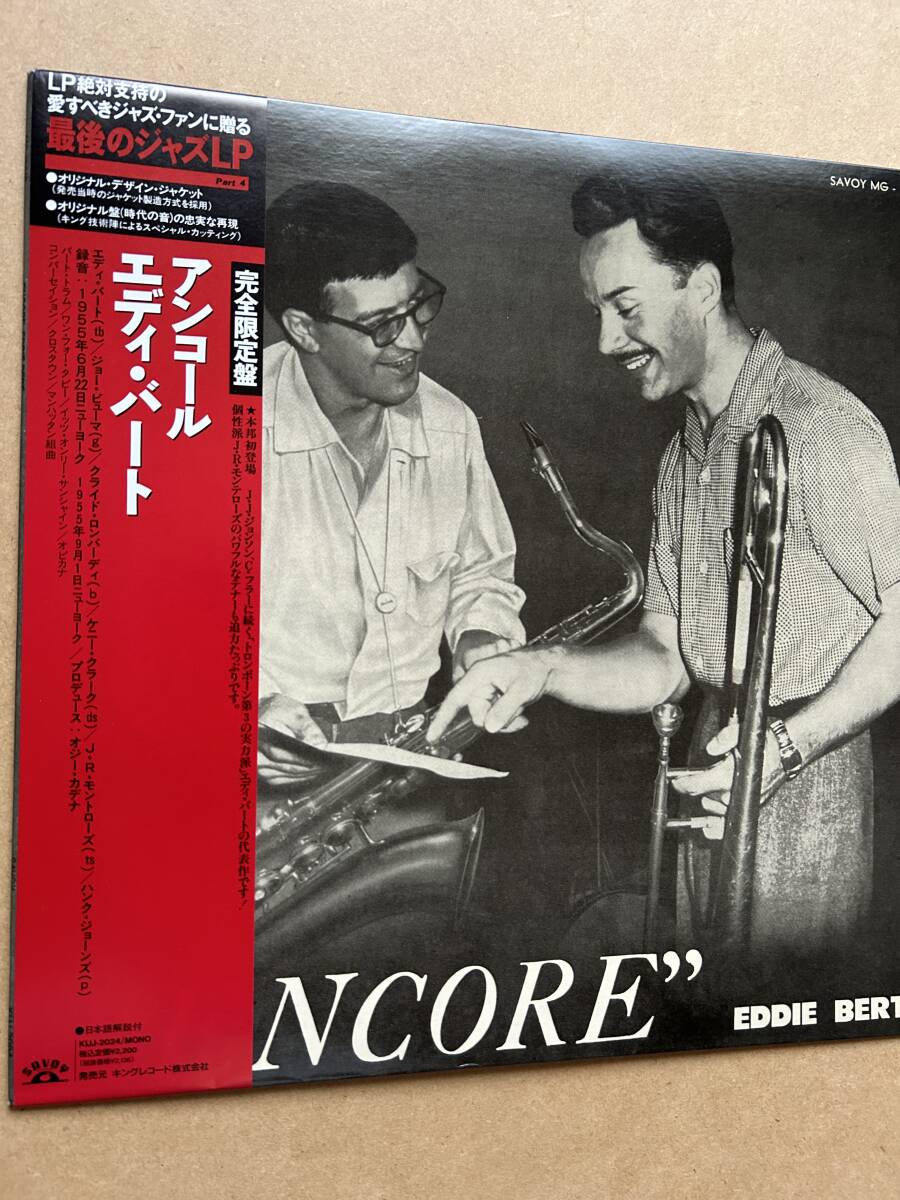 LP絶対支持の
愛すべきジャズ・ファンに贈る
最後のジャズLP
Part 4
●オリジナル・デザイン・ジャケット
(発売当時のジャケット製造方式を採用)
●オリジナル盤(時代の音)の忠実な再現
(キング技術陣によるスペシャル・カッティング)
完全限定盤
アンコール
エディ・バート
★本邦初登場 J・J・ジョンソン、C・フラーに続く、トロンボーン第3の実力派、エディ・バートの代表作です!
個性派J・R・モンテローズのパワフルなテナーも迫力たっぷりです。
エディ・バート(tb)/ジョー・ピューマ(g)/クライド・ロンバーディ(b)/ケニー・クラーク(ds)/J・R・モントローズ(ts)/ハンク・ジョーンズ(p)
録音:1955年6月22日ニューヨーク 1955年9月1日ニューヨーク/プロデュース:オジー・カデナ
バート・トラム/ワン・フォー・タビー/イッツ・オンリー・サンシャイン/オピカナ
コンバーセイション/クロスタウン/マンハッタン組曲
●日本語解説付
KIJJ-2024/MONO
税込定価¥2,200
(税抜価格¥2,136)
発売元 キングレコード株式会社
SAVOY
SAVOY MG -
NCORE”
EDDIE BERT